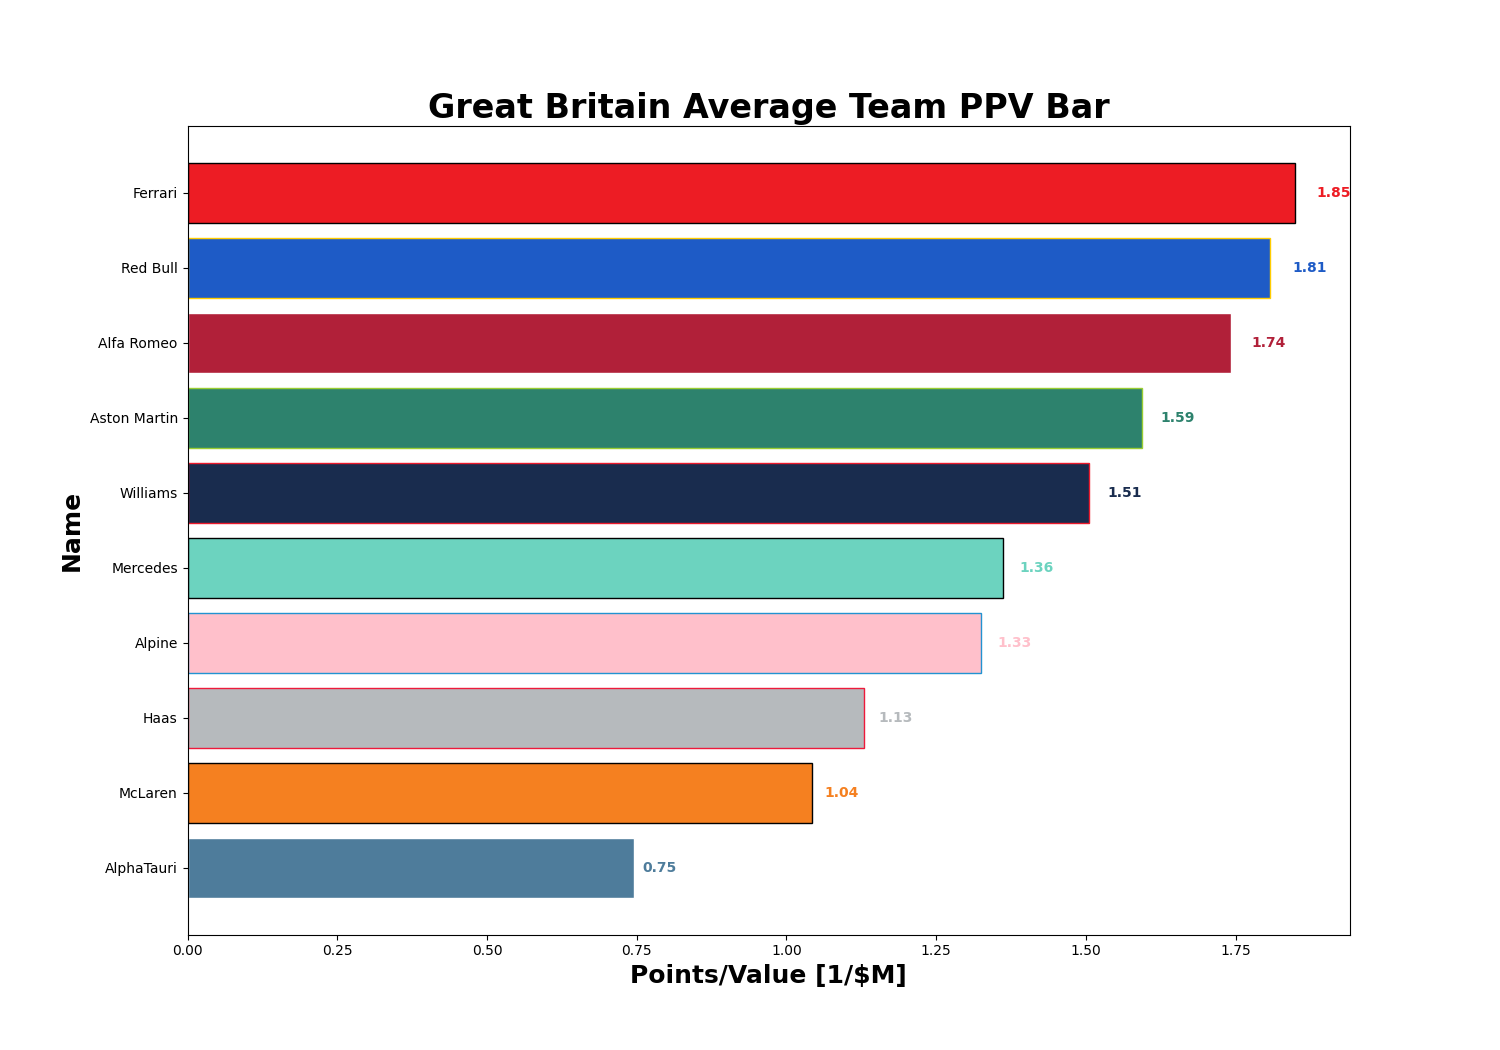 Great Britain Average Team PPV Bar
Ferrari 1.85
Red Bull 1.81
Alfa Romeo 1.74
Aston Martin 1.59
Williams 1.51
Mercedes 1.36
Alpine 1.33
Haas 1.13
McLaren 1.04
AlphaTauri 0.75
Name
0.00 0.25 0.50 0.75 1.00 1.25 1.50 1.75
Points/Value [1/$M]